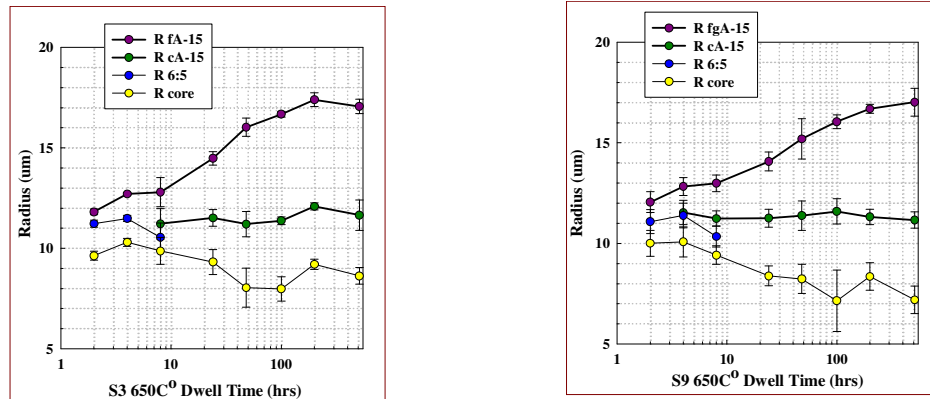 R fA-15
R cA-15
R 6:5
R core
20
15
10
5
Radius (um)
1
10
100
S3 650C⁰ Dwell Time (hrs)
R fgA-15
R cA-15
R 6:5
R core
20
15
10
5
Radius (um)
1
10
100
S9 650C⁰ Dwell Time (hrs)